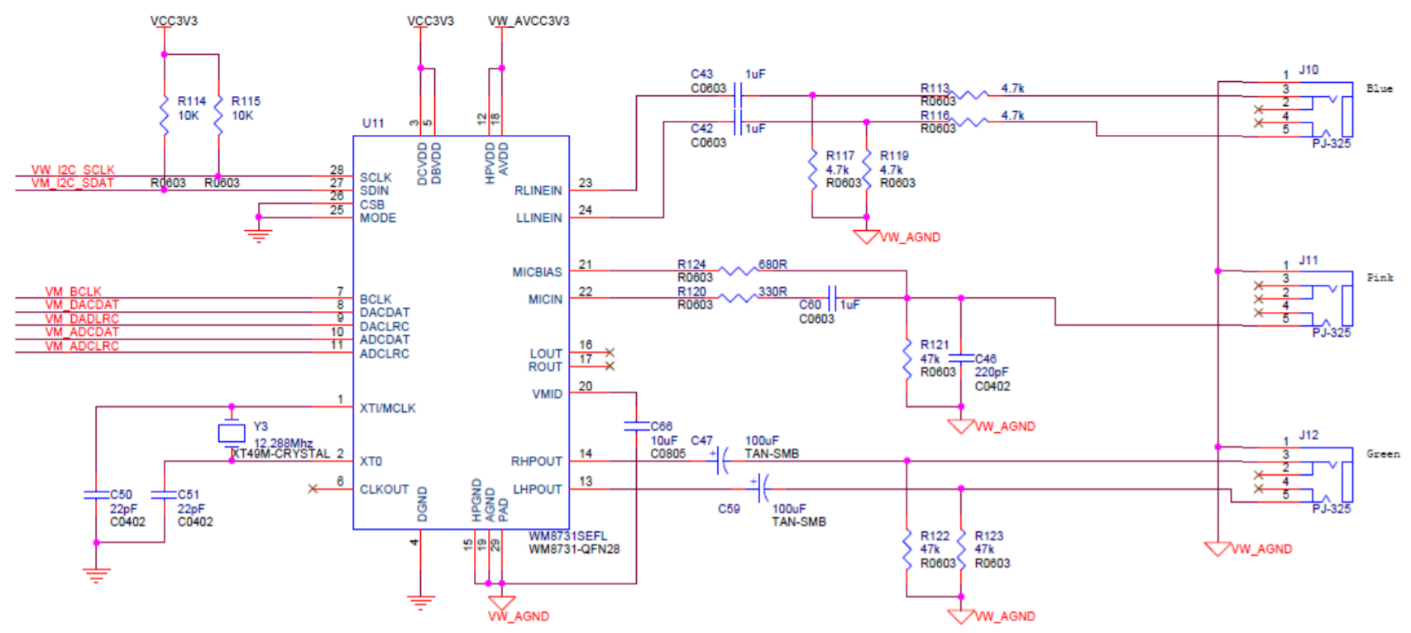 VCC3V3
VCC3V3
VW_AVCC3V3
R114
10K
R115
10K
R0603
R0603
VW_I2C_SCLK
VM_I2C_SDAT
28
27
26
25
U11
SCLK
SDIN
CSB
MODE
3
5
12
18
DCVDD
DBVDD
HPVDD
AVDD
RLINEIN
23
LLINEIN
24
C43
1uF
C0603
C42
1uF
C0603
R113
4.7k
R0603
R116
4.7k
R0603
R117
4.7k
R0603
R119
4.7k
R0603
VW_AGND
1
3
2
4
5
J10
PJ-325
Blue
MICBIAS
21
MICIN
22
R124
680R
R0603
R120
330R
R0603
C60
1uF
C0603
R121
47k
R0603
C46
220pF
C0402
VW_AGND
1
3
2
4
5
J11
PJ-325
Pink
VM_BCLK
VM_DACDAT
VM_DADLRC
VM_ADCDAT
VM_ADCLRC
7
8
9
10
11
BCLK
DACDAT
DACLRC
ADCDAT
ADCLRC
LOUT
16
ROUT
17
VMID
20
C66
10uF
C0805
1
XTI/MCLK
Y3
12.288Mhz
XT49M-CRYSTAL
2
XT0
6
CLKOUT
C50
22pF
C0402
C51
22pF
C0402
RHPOUT
14
LHPOUT
13
C47
100uF
TAN-SMB
C59
100uF
TAN-SMB
DGND
4
HPGND
AGND
PAD
15
19
29
WM8731SEFL
WM8731-QFN28
VW_AGND
R122
47k
R0603
R123
47k
R0603
VW_AGND
1
3
2
4
5
J12
PJ-325
Green
VW_AGND